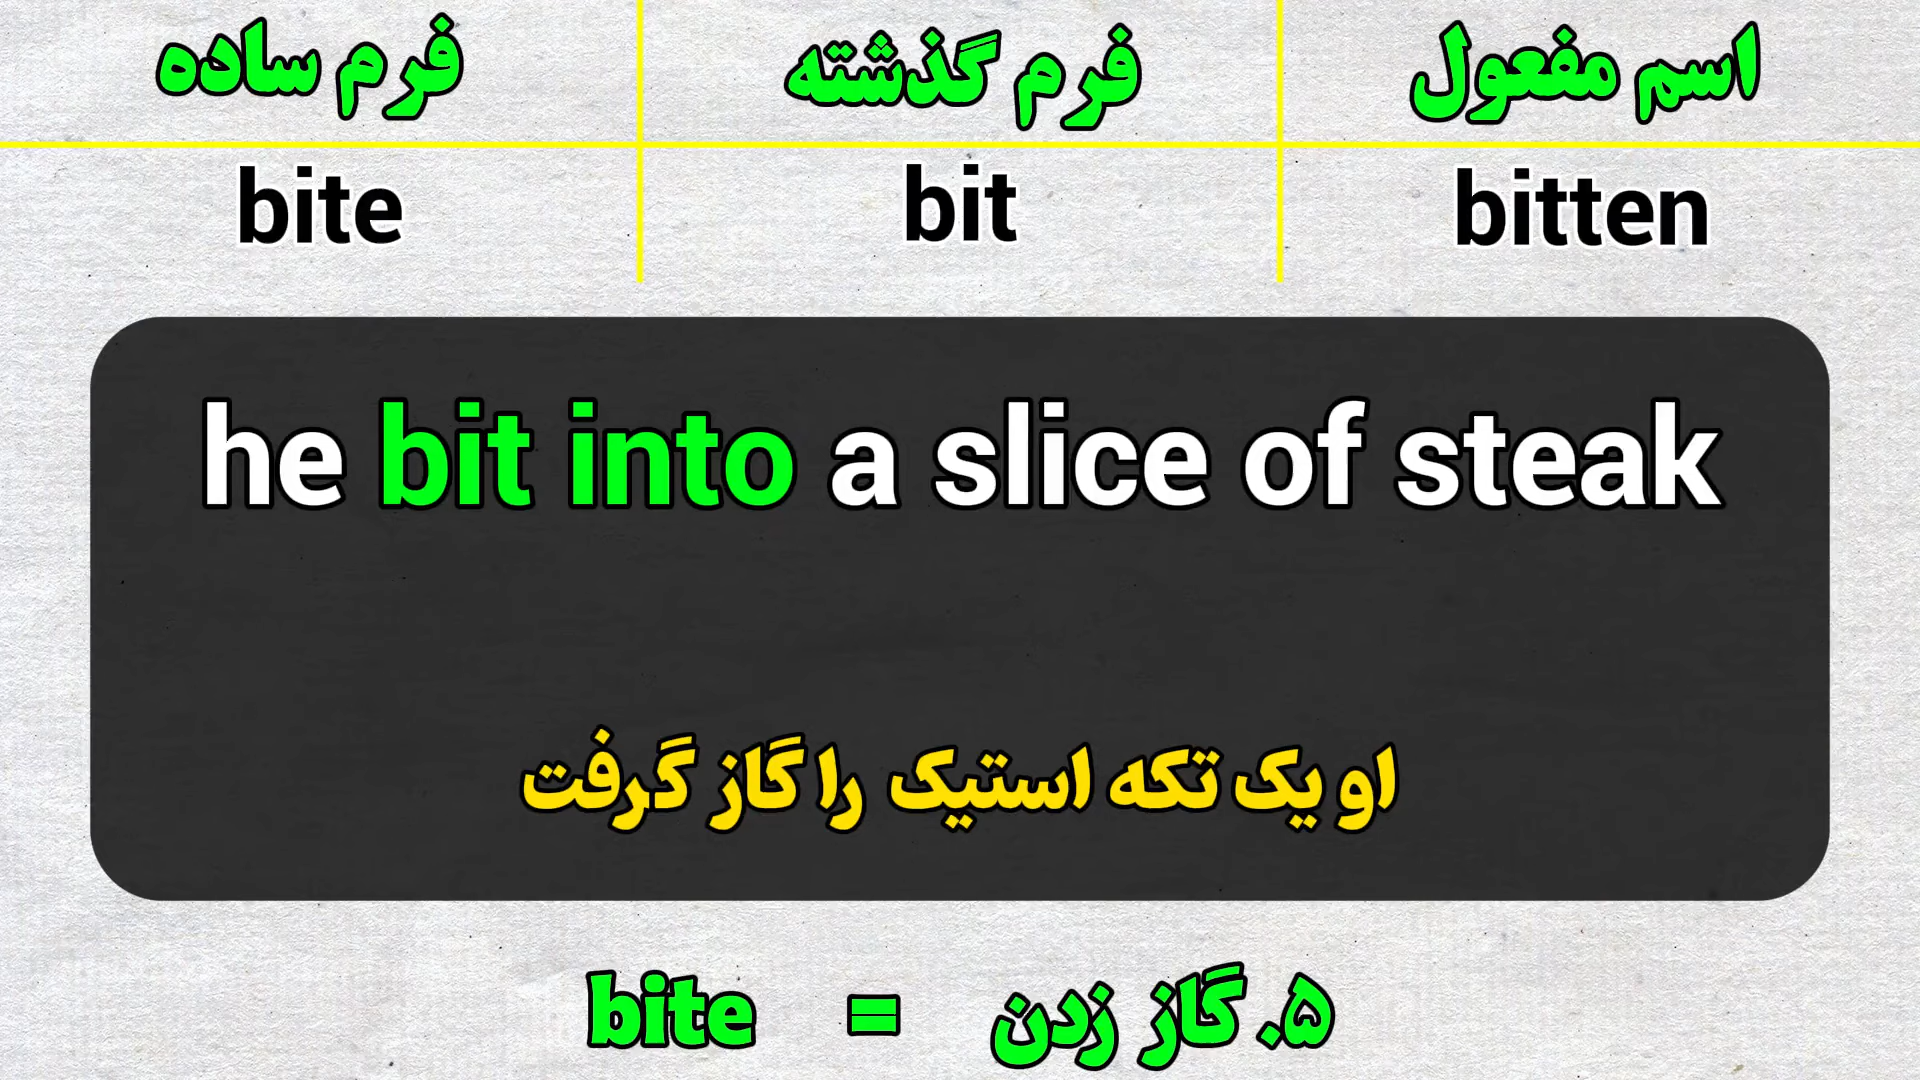 فرم ساده
فرم گذشته
اسم مفعول
bite
bit
bitten
he bit into a slice of steak
او یک تکه استیک را گاز گرفت
۵. گاز زدن = bite